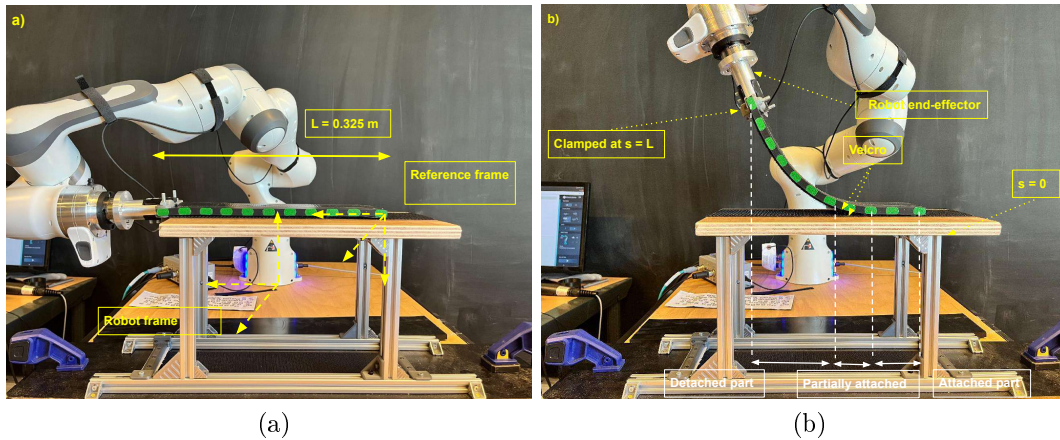 a)
L = 0.325 m
Reference frame
Robot frame
(a)
b)
Robot end-effector
Clamped at s = L
Velcro
s = 0
Detached part
Partially attached
Attached part
(b)